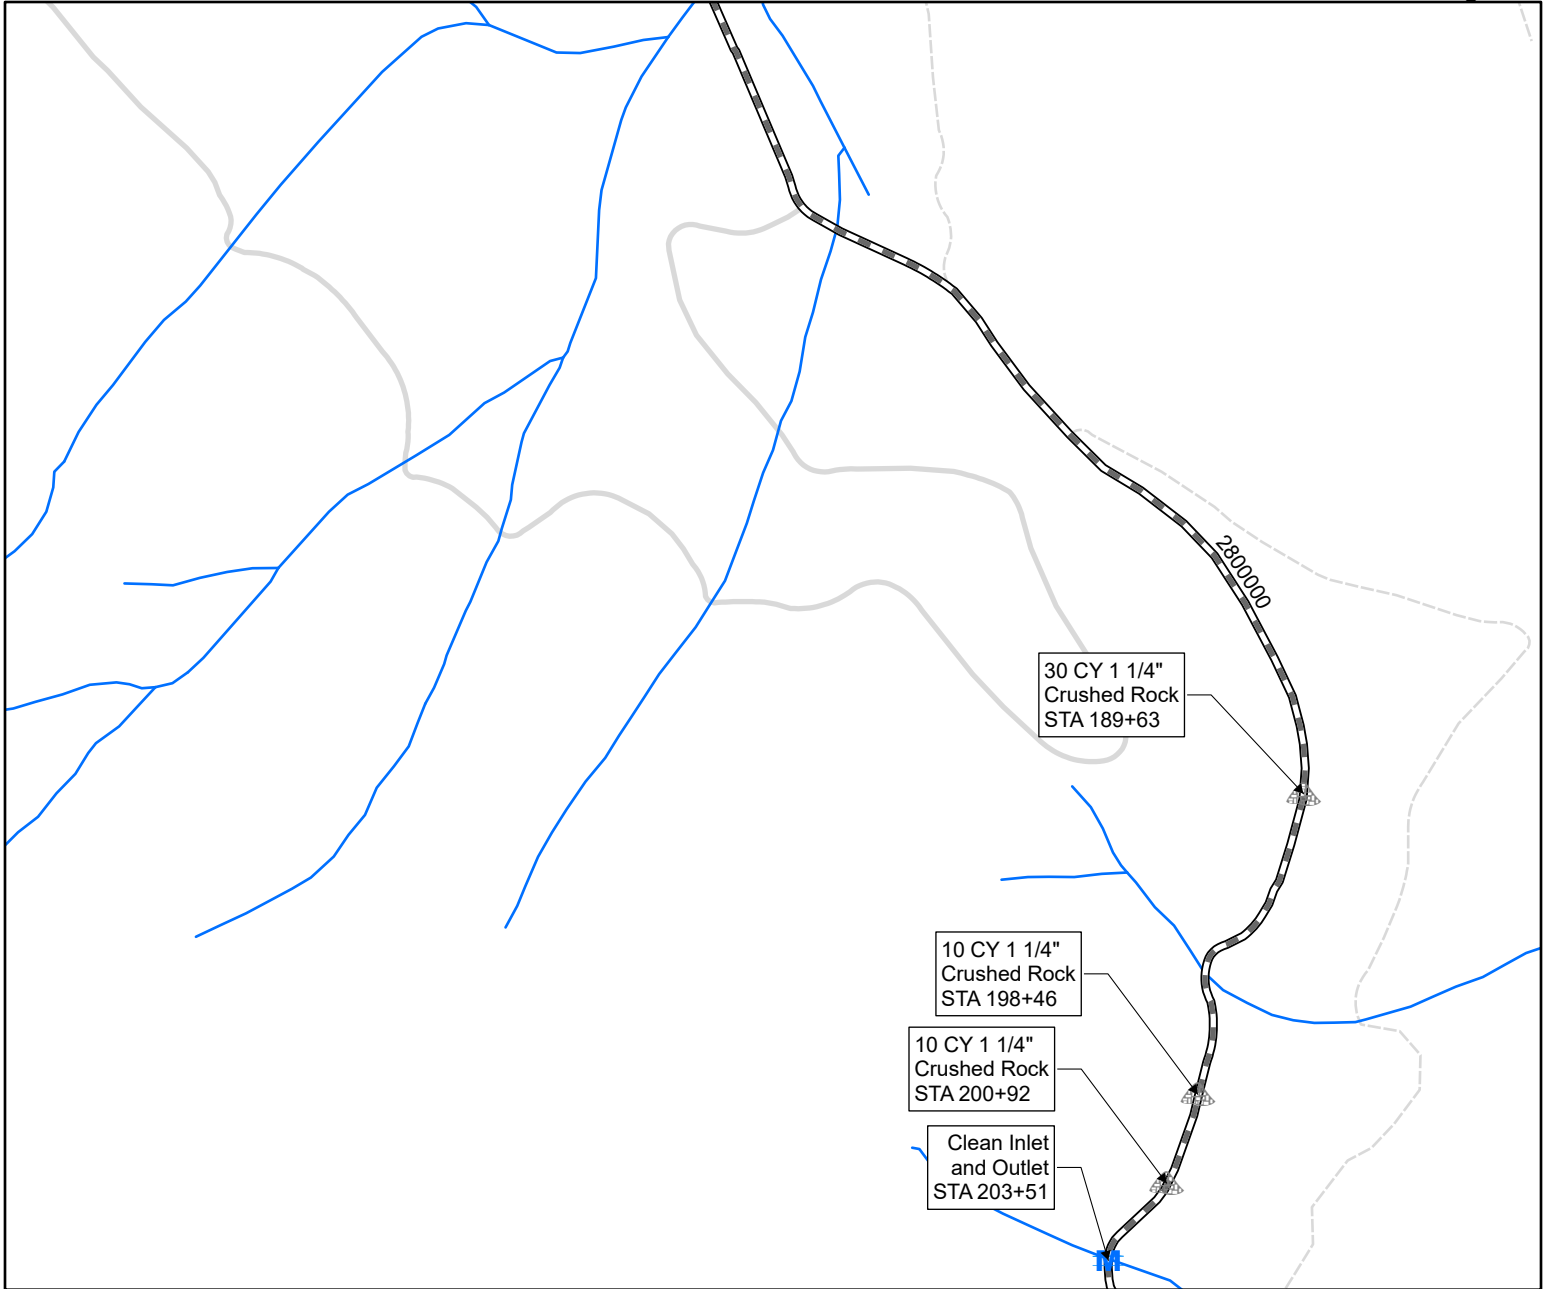 2800000
30 CY 1 1/4"
Crushed Rock
STA 189+63
10 CY 1 1/4"
Crushed Rock
STA 198+46
10 CY 1 1/4"
Crushed Rock
STA 200+92
Clean Inlet
and Outlet
STA 203+51
M